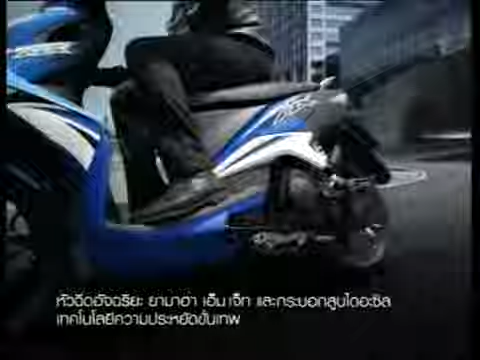 หัวฉีดอัจฉริยะ ยามาฮ่า เอ็ม เจ็ท และกระบอกสูบไดอะซิล
เทคโนโลยีความประหยัดขั้นเทพ